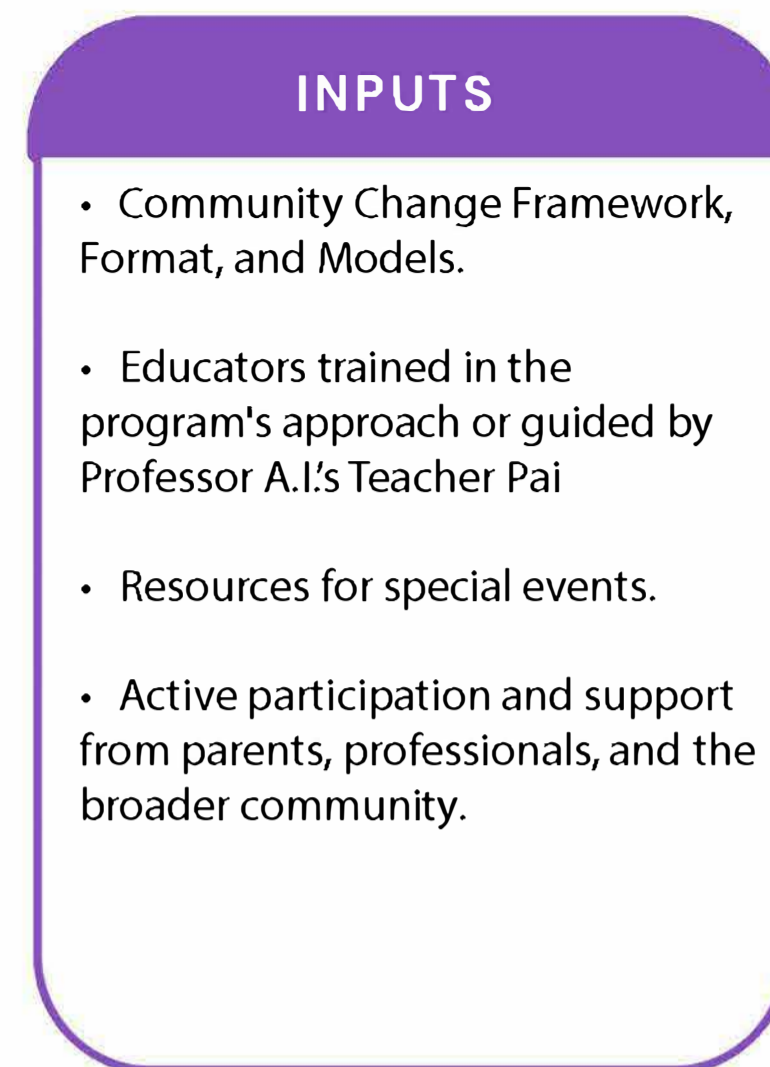 INPUTS
• Community Change Framework,
Format, and Models.
• Educators trained in the
program's approach or guided by
Professor A.I.'s Teacher Pai
• Resources for special events.
• Active participation and support
from parents, professionals, and the
broader community.